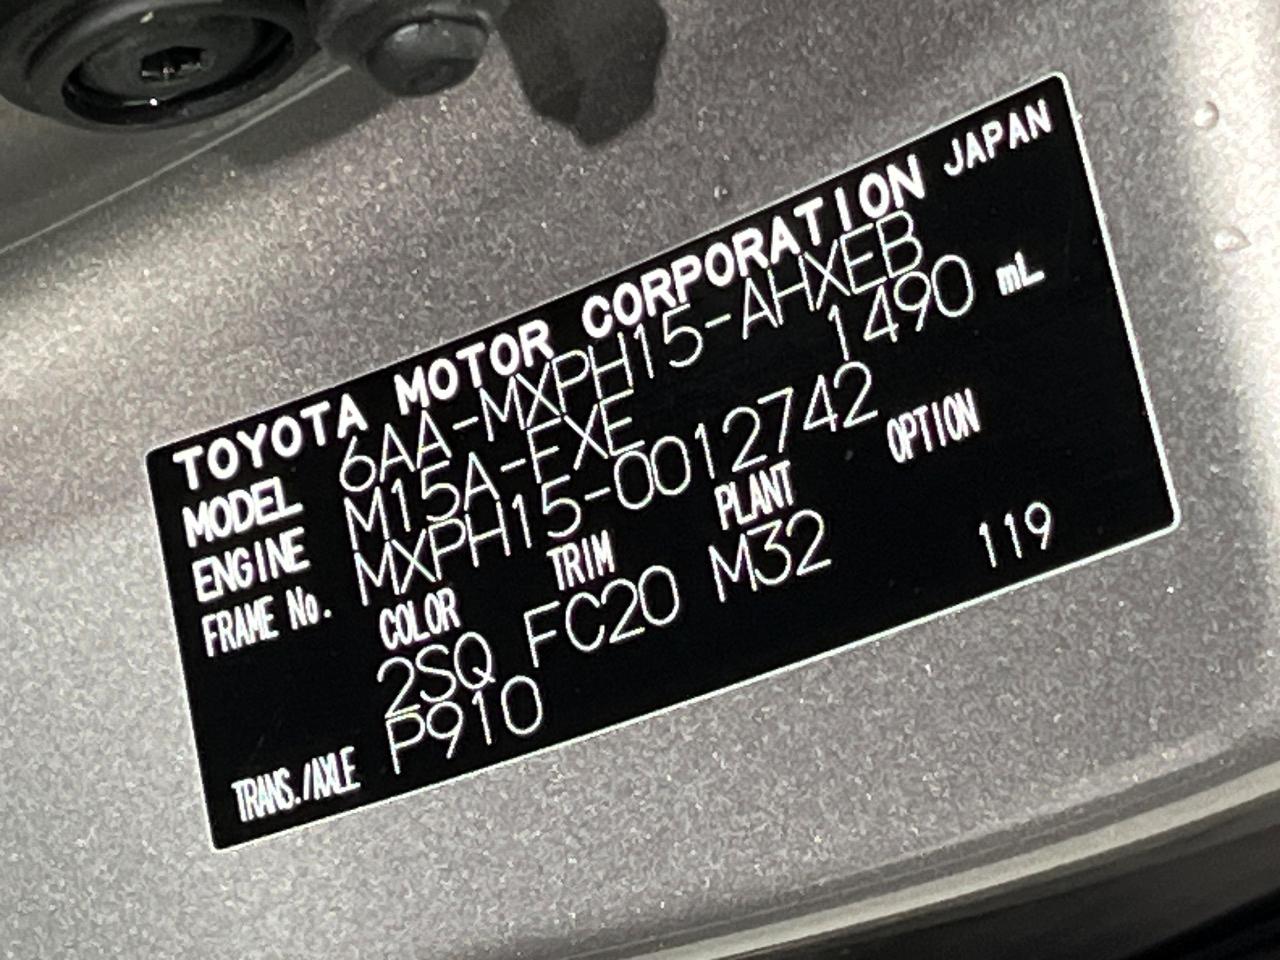 TOYOTA MOTOR CORPORATION JAPAN
MODEL 6AA-MXPH15-AHXEB
ENGINE M15A-FXE 1490 mL
FRAME No. MXPH15-0012742
COLOR TRIM PLANT OPTION
2SQ FC20 M32 119
TRANS./AXLE P910